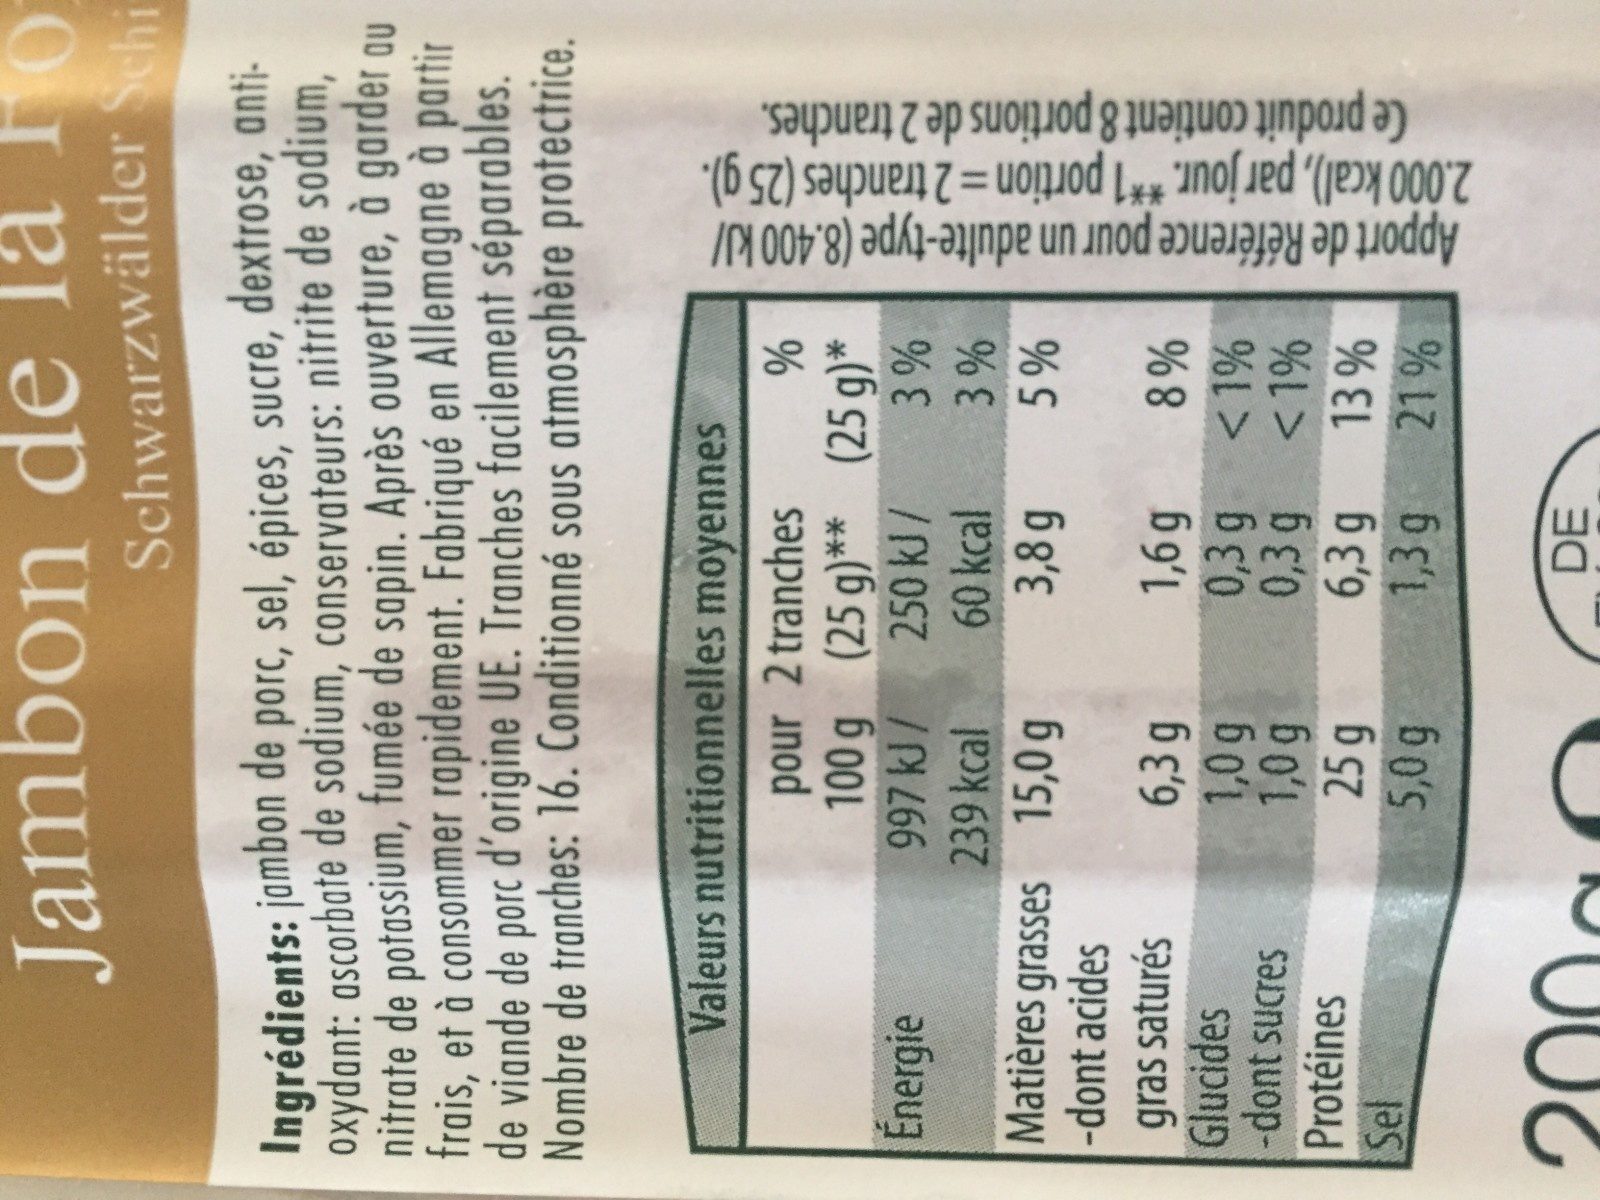 Jambon de la
Schwarzwälder
Ingrédients: jambon de porc, sel, épices, sucre, dextrose, anti-
oxydant: ascorbate de sodium, conservateurs: nitrite de sodium,
nitrate de potassium, fumée de sapin. Après ouverture, à garder au
frais, et à consommer rapidement. Fabriqué en Allemagne à partir
de viande de porc d'origine UE. Tranches facilement séparables.
Nombre de tranches: 16. Conditionné sous atmosphère protectrice.
Valeurs nutritionnelles moyennes
pour 2 tranches %
100 g (25 g)** (25 g)*
Énergie 997 kJ / 250 kJ / 3 %
239 kcal 60 kcal 3 %
Matières grasses 15,0 g 3,8 g 5 %
-dont acides
gras saturés 6,3 g 1,6 g 8 %
Glucides 1,0 g 0,3 g < 1%
-dont sucres 1,0 g 0,3 g < 1%
Protéines 25 g 6,3 g 13 %
Sel 5,0 g 1,3 g 21 %
Apport de Référence pour un adulte-type (8.400 kJ/
2.000 kcal), par jour. **1 portion = 2 tranches (25 g).
Ce produit contient 8 portions de 2 tranches.
200g
DE